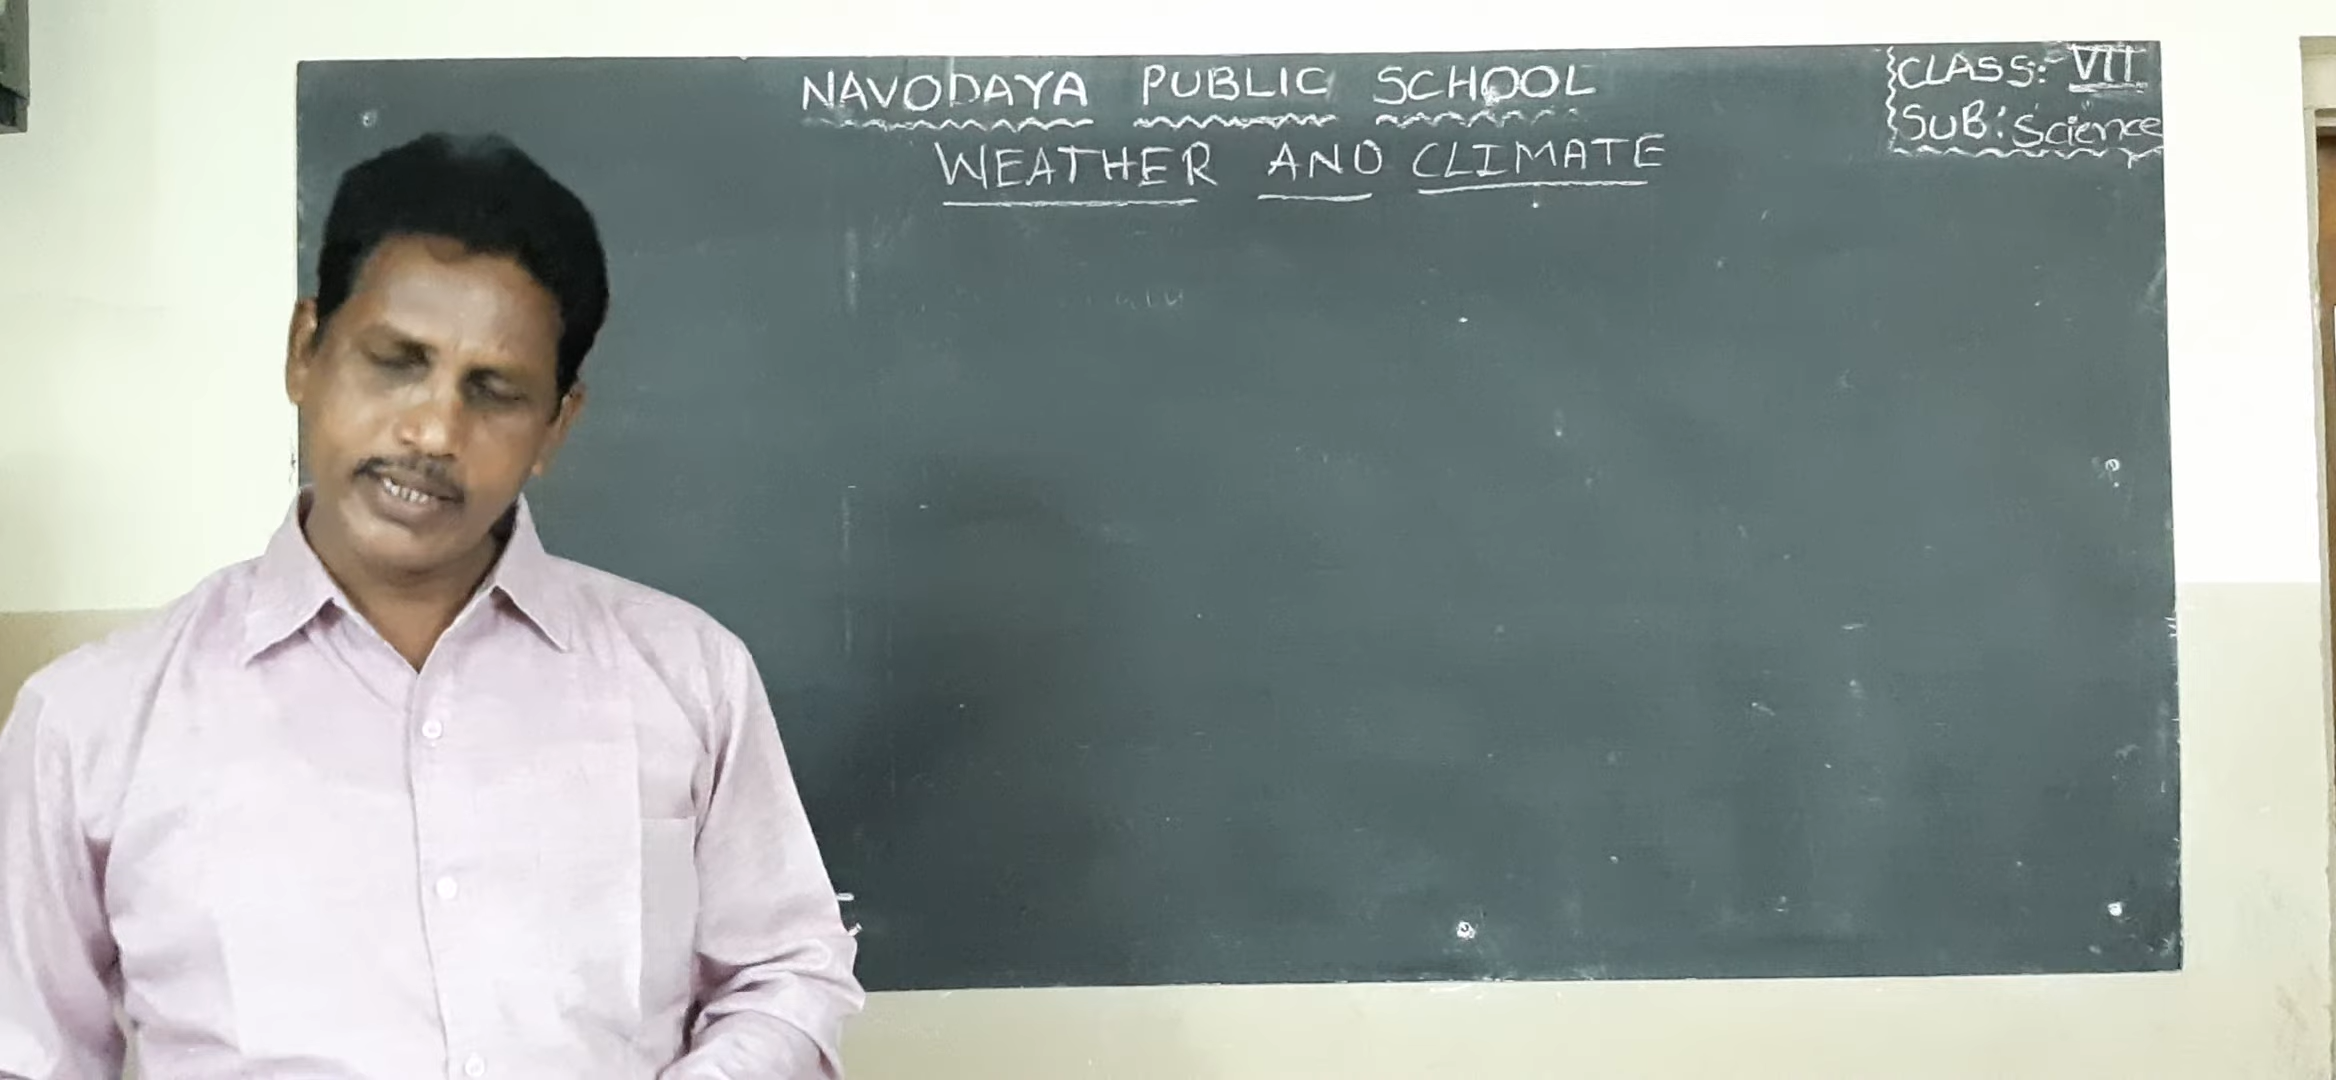 NAVODAYA PUBLIC SCHOOL
WEATHER AND CLIMATE
CLASS:- VII
SUB: Science